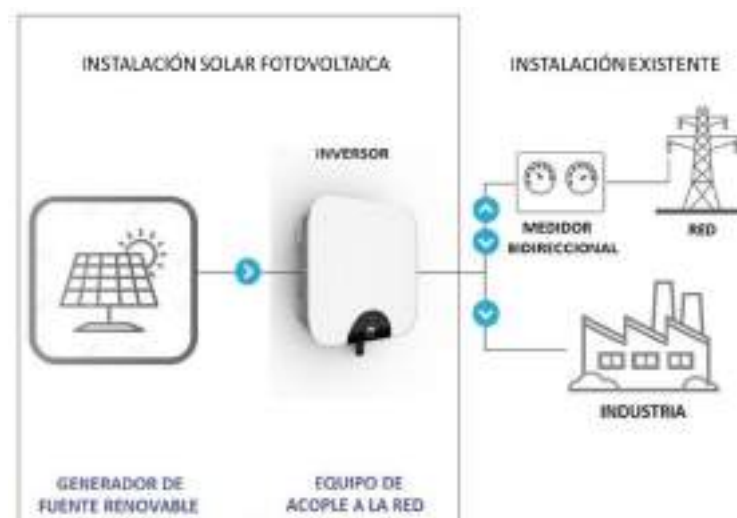 INSTALACIÓN SOLAR FOTOVOLTAICA
INSTALACIÓN EXISTENTE
INVERSOR
MEDIDOR
BIDIRECCIONAL
RED
INDUSTRIA
GENERADOR DE
FUENTE RENOVABLE
EQUIPO DE
ACOPLE A LA RED